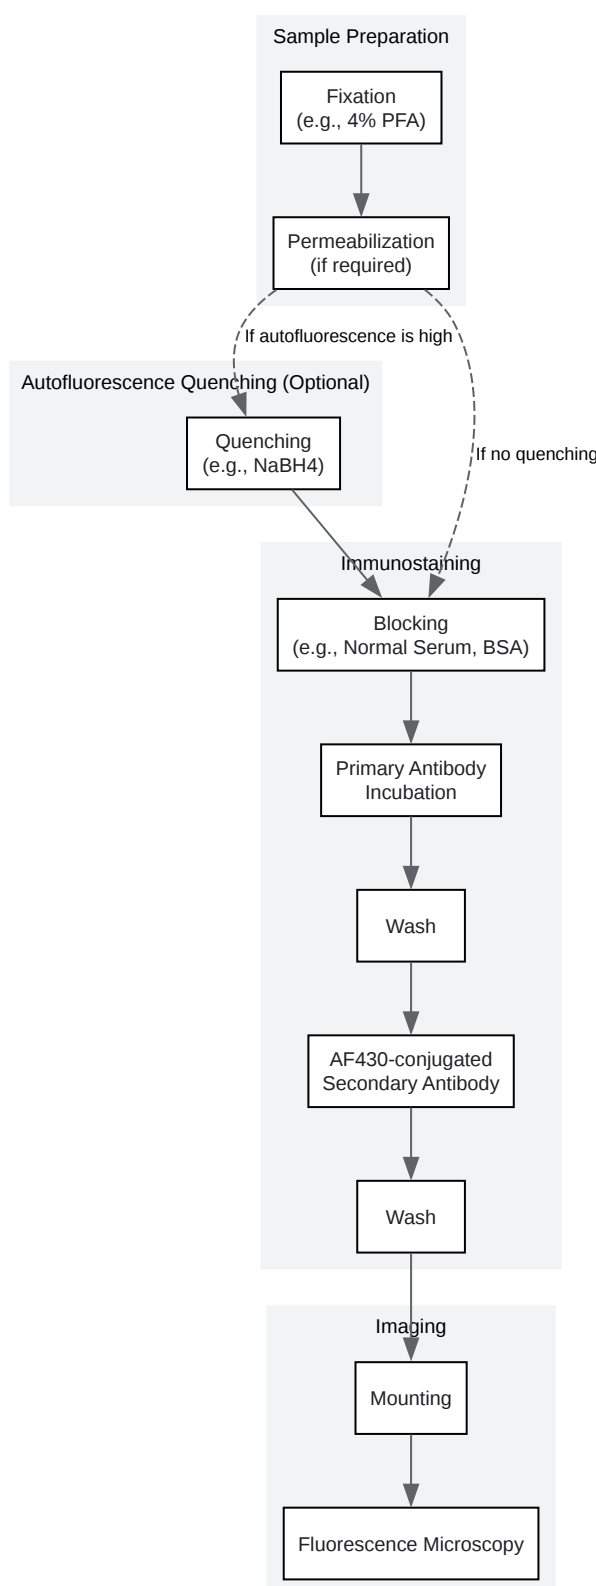 Sample Preparation
Fixation
(e.g., 4% PFA)
Permeabilization
(if required)
If autofluorescence is high
Autofluorescence Quenching (Optional)
Quenching
(e.g., NaBH4)
If no quenching
Immunostaining
Blocking
(e.g., Normal Serum, BSA)
Primary Antibody
Incubation
Wash
AF430-conjugated
Secondary Antibody
Wash
Imaging
Mounting
Fluorescence Microscopy